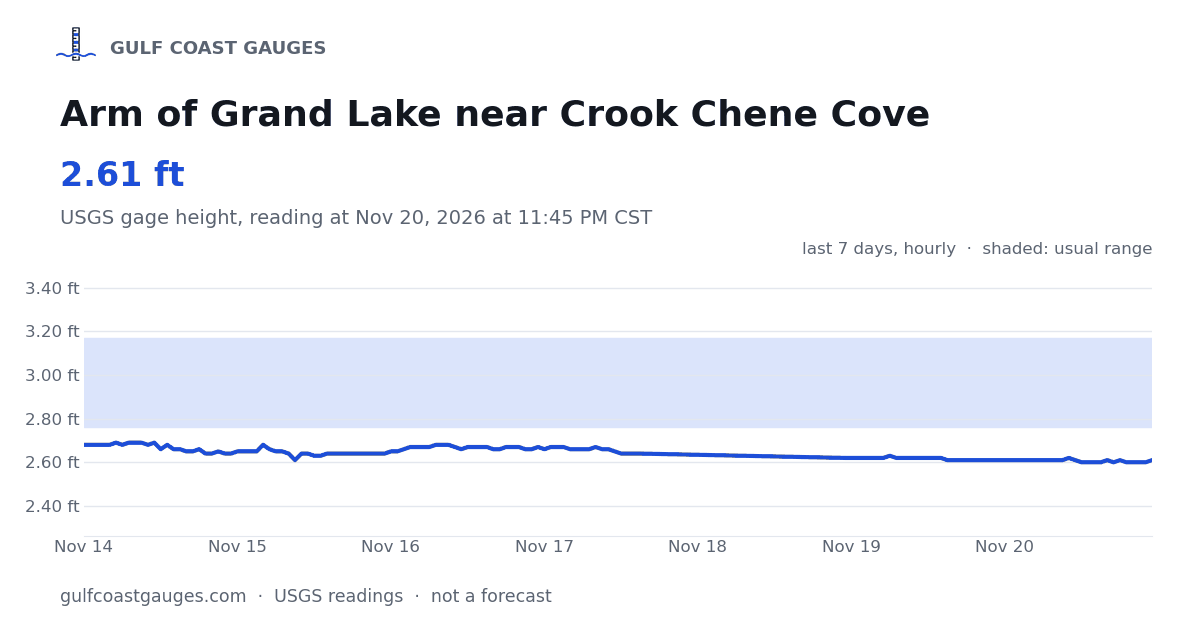 GULF COAST GAUGES
Arm of Grand Lake near Crook Chene Cove
2.61 ft
USGS gage height, reading at Nov 20, 2026 at 11:45 PM CST
last 7 days, hourly · shaded: usual range
3.40 ft
3.20 ft
3.00 ft
2.80 ft
2.60 ft
2.40 ft
Nov 14 Nov 15 Nov 16 Nov 17 Nov 18 Nov 19 Nov 20
gulfcoastgauges.com · USGS readings · not a forecast